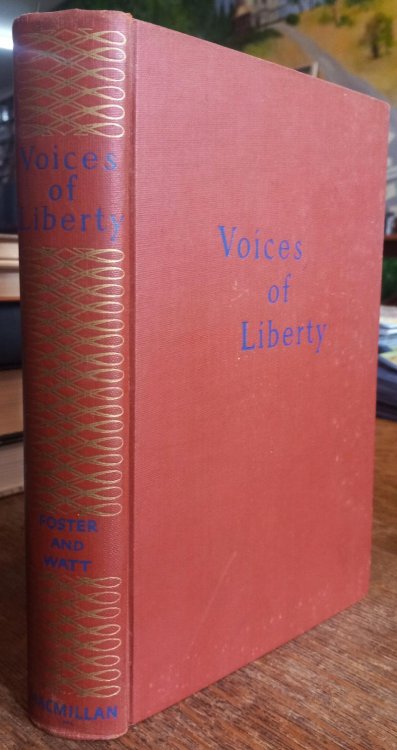 Voices
of
Liberty
FOSTER
AND
WATT
MACMILLAN
Voices
of
Liberty